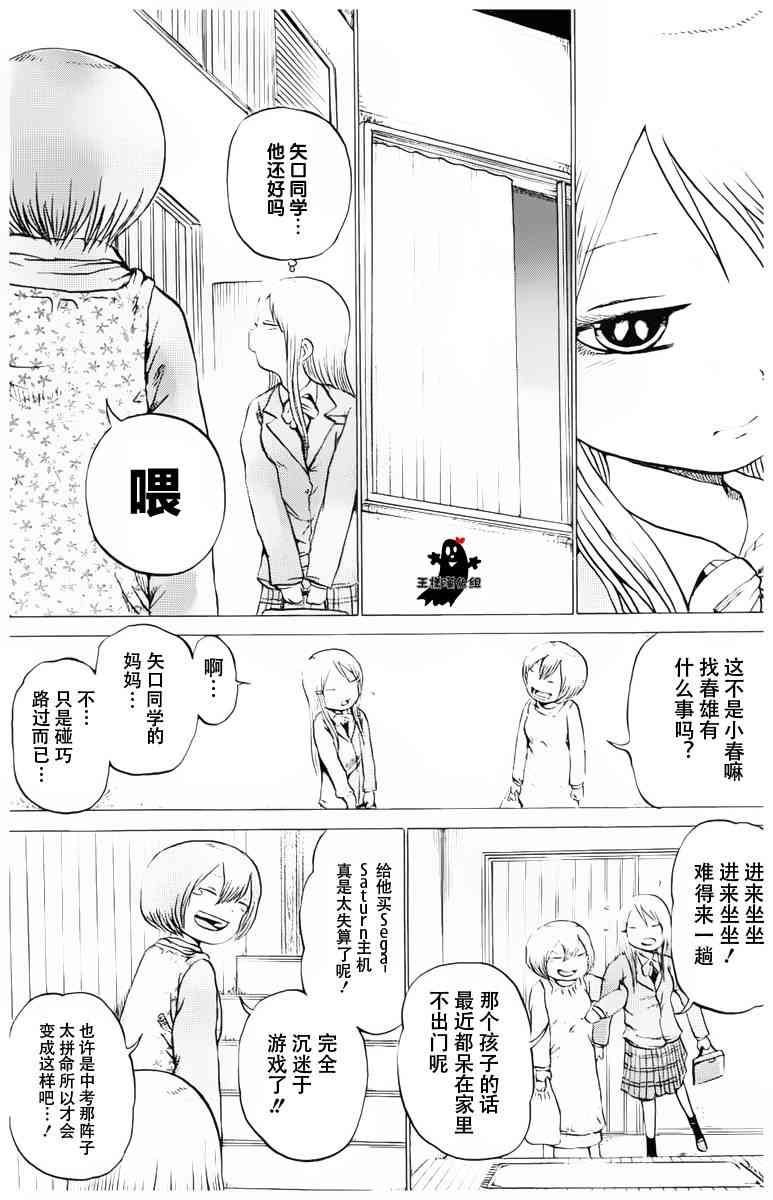 矢口同学…
他还好吗
喂
这不是小春嘛
找春雄有
什么事吗？
啊…
矢口同学的
妈妈…
不…
只是碰巧
路过而已…
进来坐坐
进来坐坐！
难得来一趟
那个孩子的话
最近都呆在家里
不出门呢
给他买Sega-
Saturn主机
真是太失算了呢！
完全
沉迷于
游戏了！！
也许是中考那阵子
太拼命所以才会
变成这样吧…！